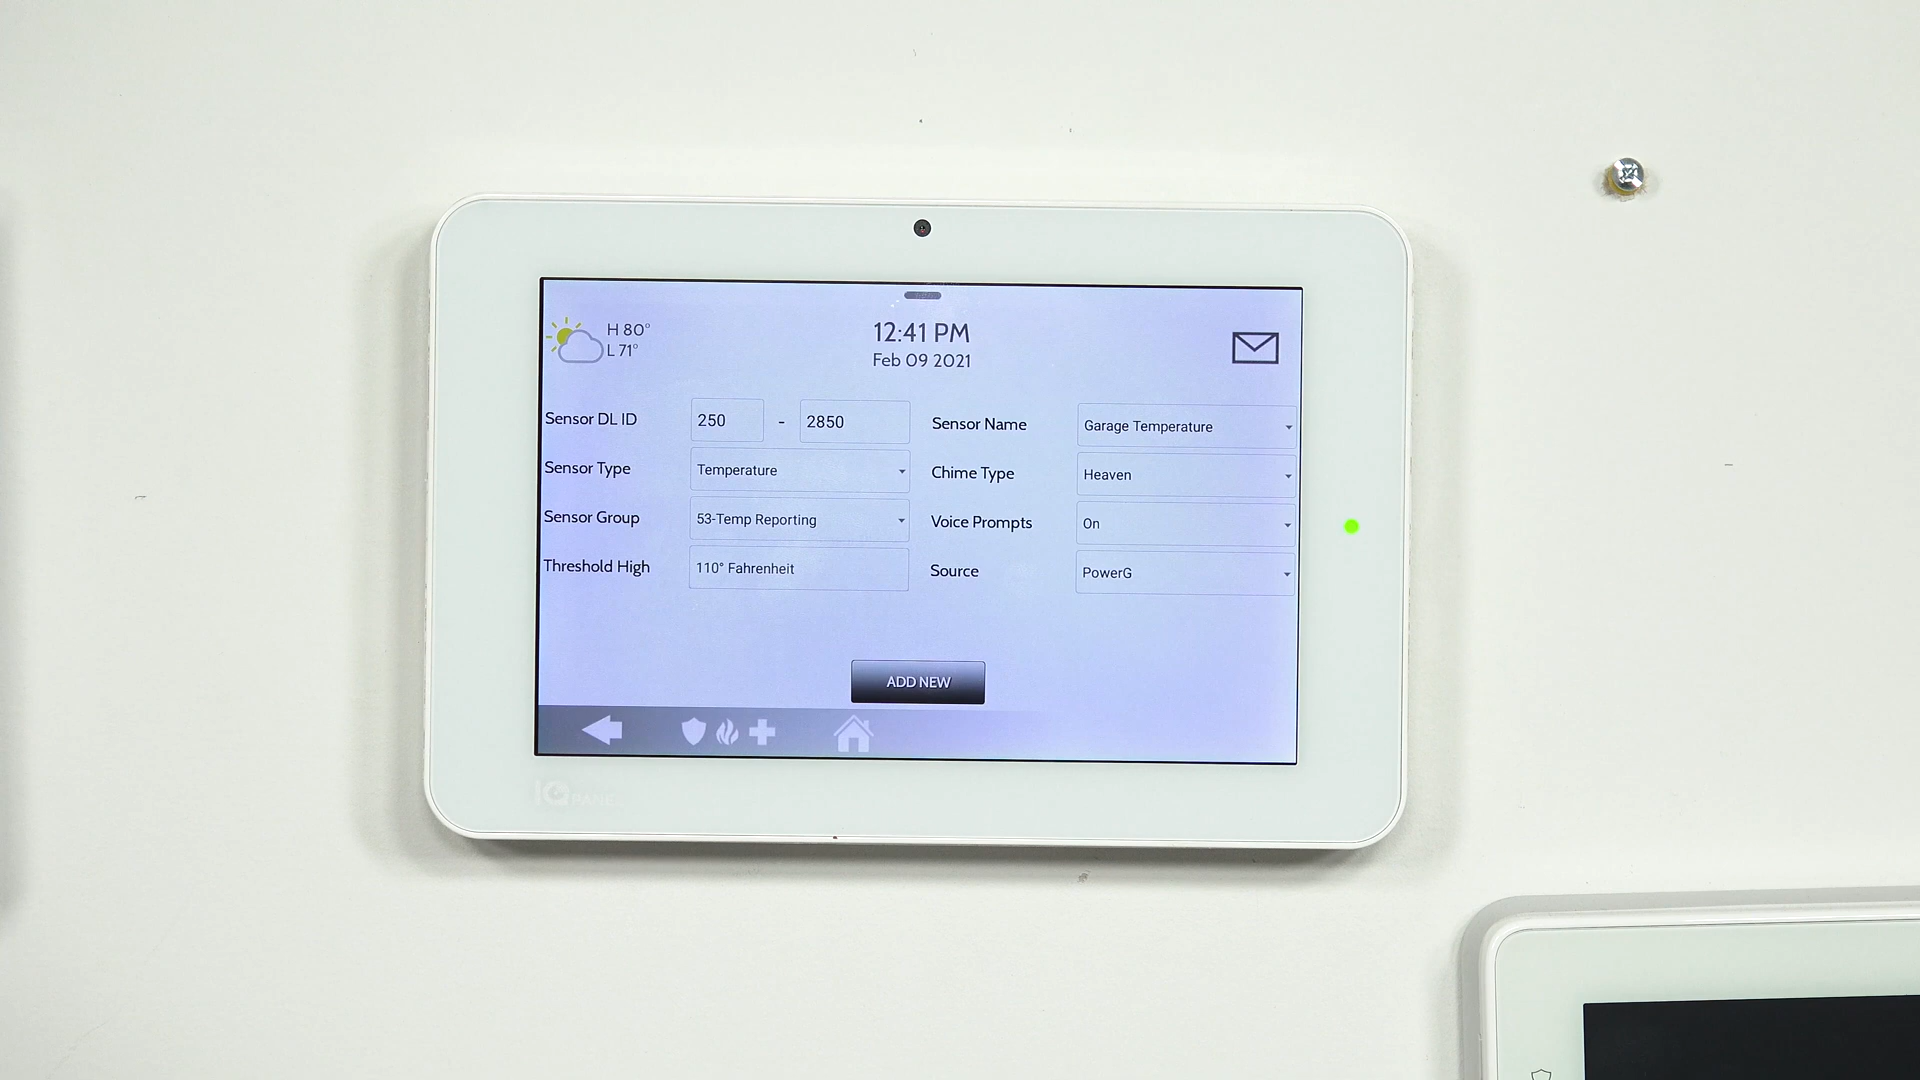 H 80°
L 71°
12:41 PM
Feb 09 2021
Sensor DL ID
250 - 2850
Sensor Name
Garage Temperature
Sensor Type
Temperature
Chime Type
Heaven
Sensor Group
53-Temp Reporting
Voice Prompts
On
Threshold High
110° Fahrenheit
Source
PowerG
ADD NEW
IQ PANEL